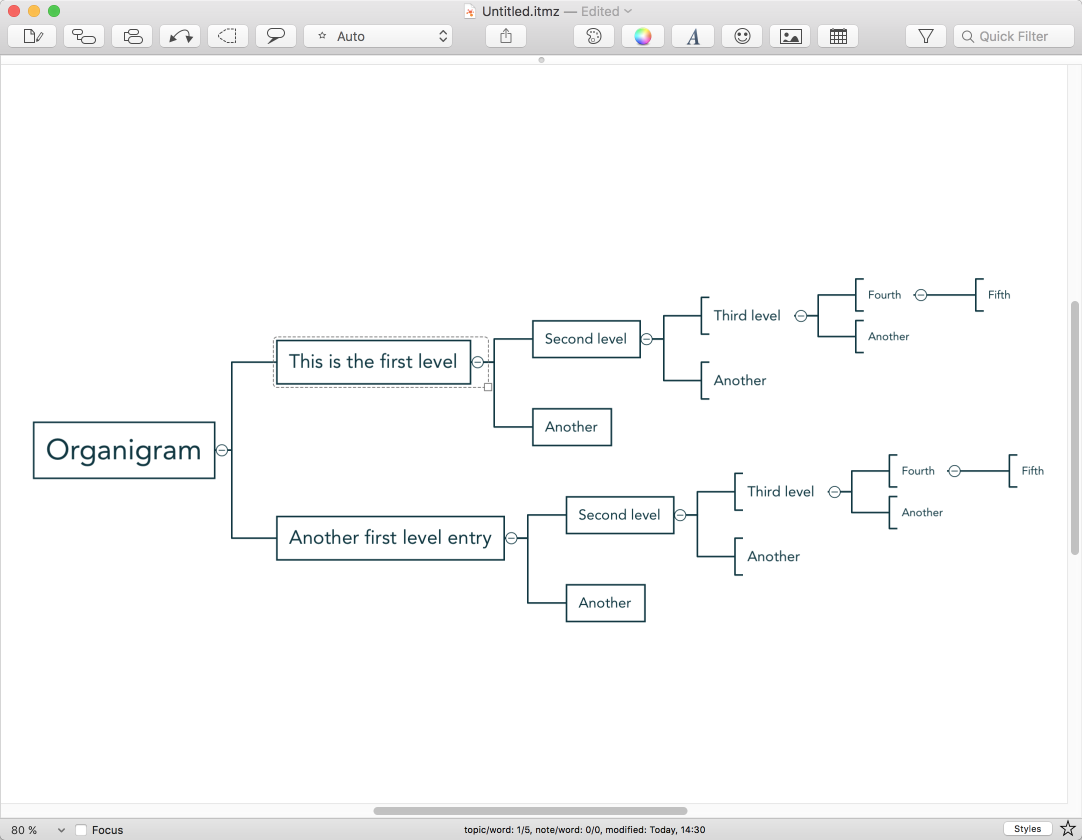 Untitled.itmz — Edited
Auto
Quick Filter
Organigram
This is the first level
Second level
Third level
Fourth
Fifth
Another
Another
Another
Another first level entry
Second level
Third level
Fourth
Fifth
Another
Another
Another
80 %
Focus
topic/word: 1/5, note/word: 0/0, modified: Today, 14:30
Styles